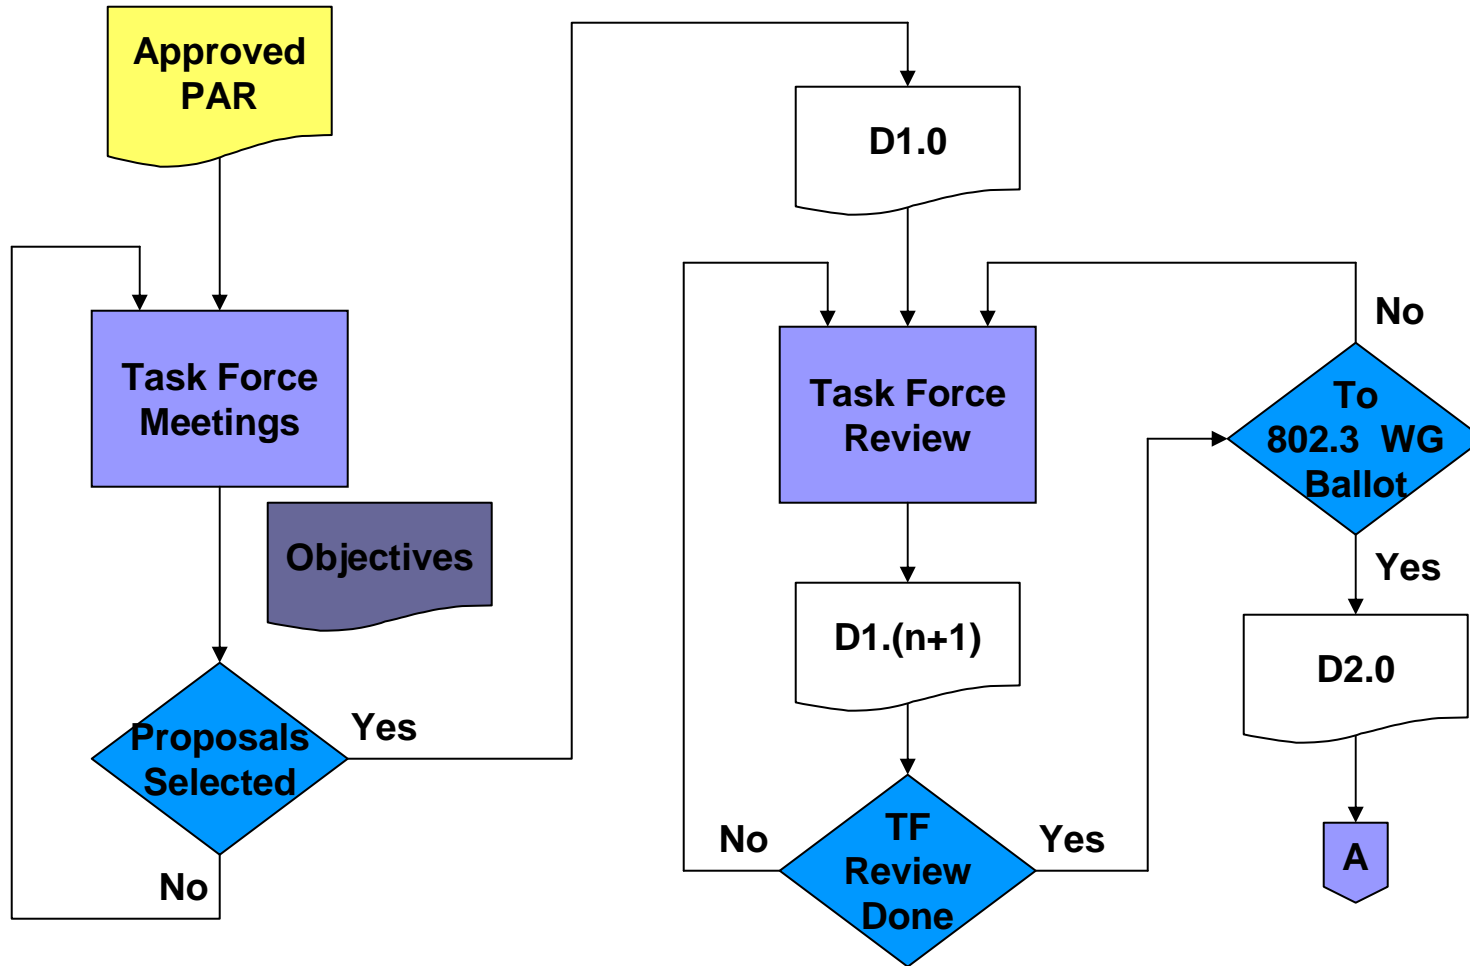 Approved
PAR
Task Force
Meetings
Objectives
Proposals
Selected
Yes
No
D1.0
Task Force
Review
D1.(n+1)
TF
Review
Done
No
Yes
To
802.3 WG
Ballot
No
Yes
D2.0
A